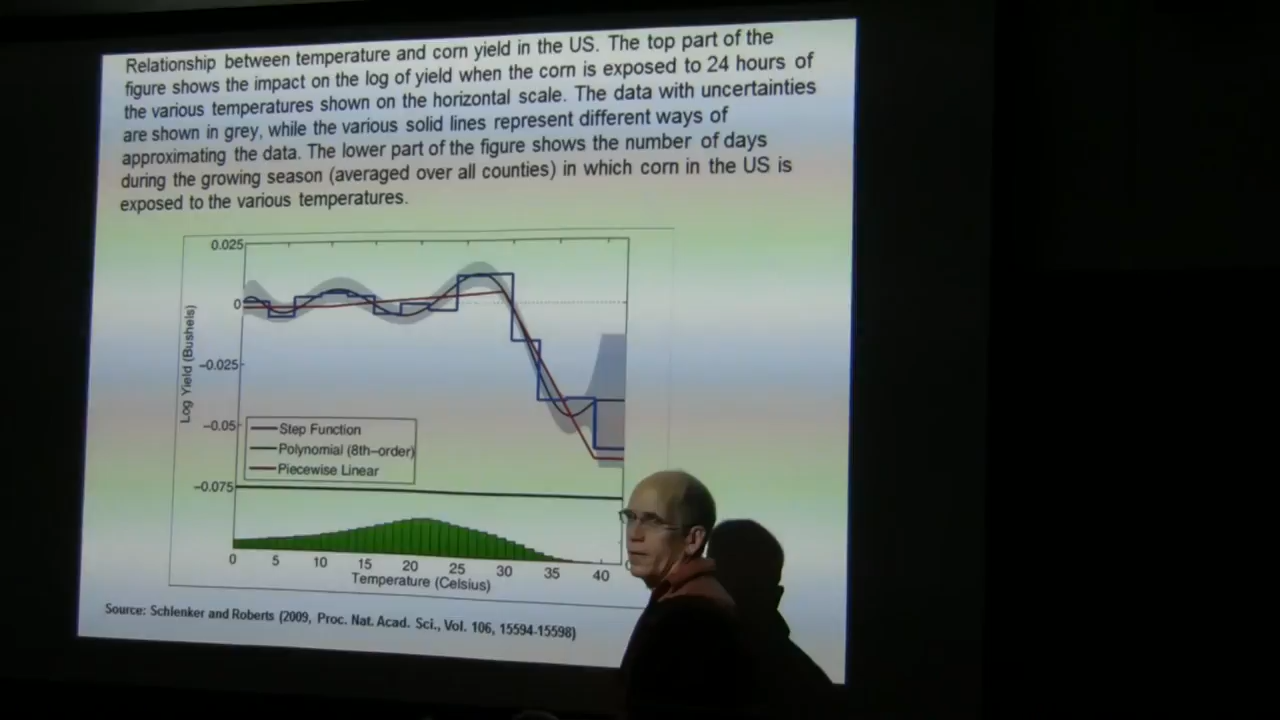 Relationship between temperature and corn yield in the US. The top part of the
figure shows the impact on the log of yield when the corn is exposed to 24 hours of
the various temperatures shown on the horizontal scale. The data with uncertainties
are shown in grey, while the various solid lines represent different ways of
approximating the data. The lower part of the figure shows the number of days
during the growing season (averaged over all counties) in which corn in the US is
exposed to the various temperatures.
0.025
0
−0.025
−0.05
−0.075
Log Yield (Bushels)
Step Function
Polynomial (8th−order)
Piecewise Linear
0 5 10 15 20 25 30 35 40
Temperature (Celsius)
Source: Schlenker and Roberts (2009, Proc. Nat. Acad. Sci., Vol. 106, 15594-15598)